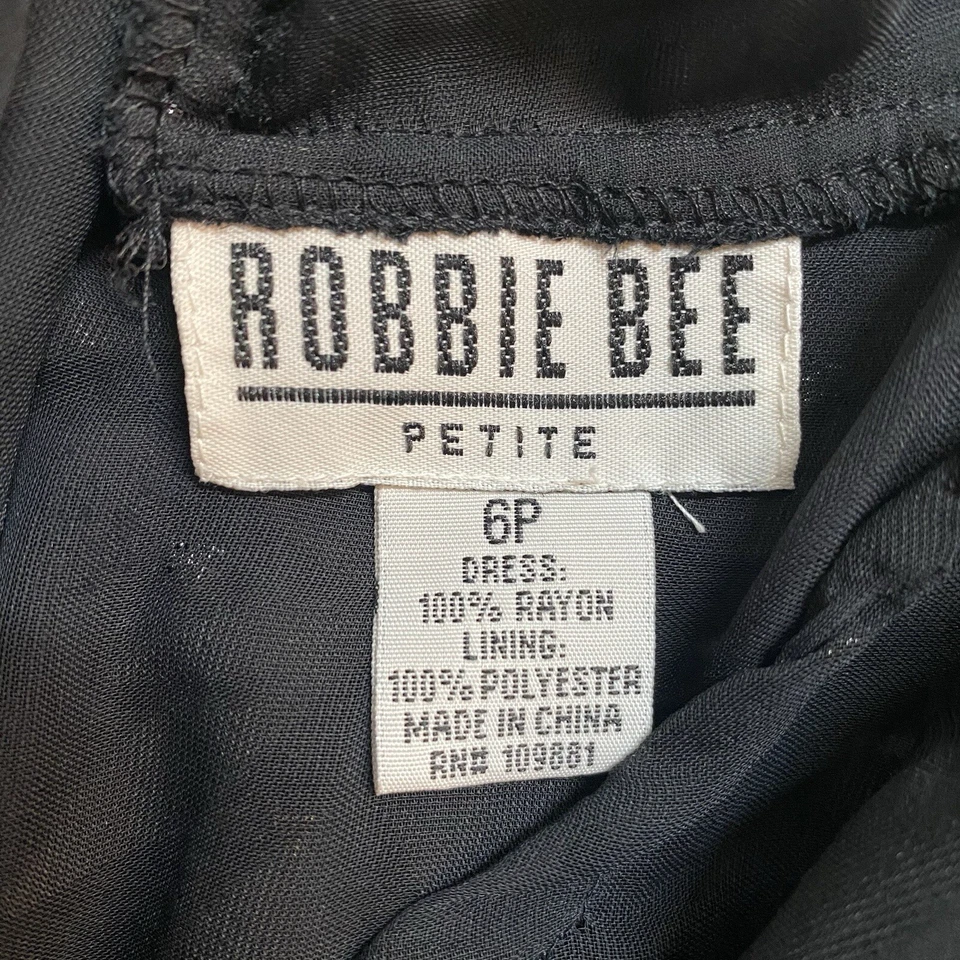 ROBBIE BEE
PETITE
6P
DRESS:
100% RAYON
LINING:
100% POLYESTER
MADE IN CHINA
RN# 109881